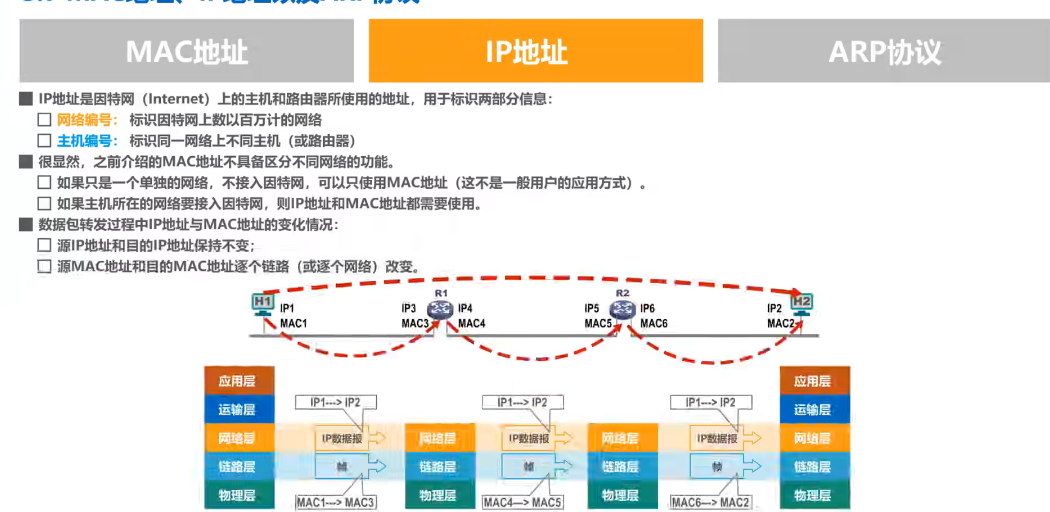 MAC地址
IP地址
ARP协议
IP地址是因特网（Internet）上的主机和路由器所使用的地址，用于标识两部分信息：
网络编号： 标识因特网上数以百万计的网络
主机编号： 标识同一网络上不同主机（或路由器）
很显然，之前介绍的MAC地址不具备区分不同网络的功能。
如果只是一个单独的网络，不接入因特网，可以只使用MAC地址（这不是一般用户的应用方式）。
如果主机所在的网络要接入因特网，则IP地址和MAC地址都需要使用。
数据包转发过程中IP地址与MAC地址的变化情况：
源IP地址和目的IP地址保持不变；
源MAC地址和目的MAC地址逐个链路（或逐个网络）改变。
R1 R2
H1 H2
IP1 IP3 IP4 IP5 IP6 IP2
MAC1 MAC3 MAC4 MAC5 MAC6 MAC2
应用层 应用层
IP1---> IP2 IP1---> IP2 IP1---> IP2
运输层 运输层
网络层 IP数据报 网络层 IP数据报 网络层 IP数据报 网络层
链路层 帧 链路层 帧 链路层 帧 链路层
物理层 物理层 物理层 物理层
MAC1---> MAC3 MAC4---> MAC5 MAC6---> MAC2